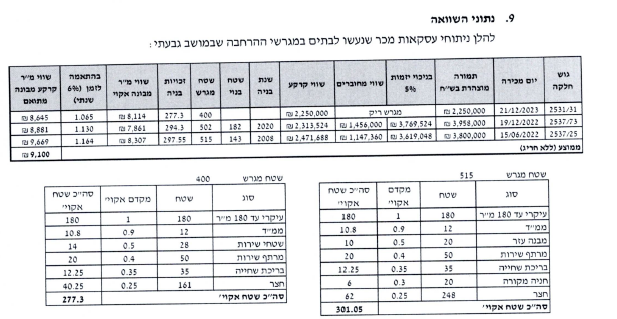 9. נתוני השוואה
להלן ניתוחי עסקאות מכר שנעשו לבתים במגרשי ההרחבה שבמושב גבעתי:
גוש חלקה | יום מכירה | תמורה מוצהרת בש"ח | בניכוי יזמות 5% | שווי מחוברים | שווי קרקע | שנת בניה | שטח בנוי | שטח מגרש | זכויות בניה | שווי מ"ר מבונה אקוי | בהתאמה לזמן (6% שנתי) | שווי מ"ר קרקע מבונה מתואם
2531/31 | 21/12/2023 | 2,250,000 ₪ | מגרש ריק | 2,250,000 ₪ | 400 | 277.3 | 8,114 ₪ | 1.065 | 8,645 ₪
2537/73 | 19/12/2022 | 3,958,000 ₪ | 3,769,524 ₪ | 1,456,000 ₪ | 2,313,524 ₪ | 2020 | 182 | 502 | 294.3 | 7,861 ₪ | 1.130 | 8,881 ₪
2537/25 | 15/06/2022 | 3,800,000 ₪ | 3,619,048 ₪ | 1,147,360 ₪ | 2,471,688 ₪ | 2008 | 143 | 515 | 297.55 | 8,307 ₪ | 1.164 | 9,669 ₪
ממוצע (ללא חריג) | 9,100 ₪
שטח מגרש 515
סוג | שטח | מקדם אקוי' | סה"כ שטח אקוי'
עיקרי עד 180 מ"ר | 180 | 1 | 180
ממ"ד | 12 | 0.9 | 10.8
מבנה עזר | 20 | 0.5 | 10
מרתף שירות | 50 | 0.4 | 20
בריכת שחייה | 35 | 0.35 | 12.25
חניה מקורה | 20 | 0.3 | 6
חצר | 248 | 0.25 | 62
סה"כ שטח אקוי' | 301.05
שטח מגרש 400
סוג | שטח | מקדם אקוי' | סה"כ שטח אקוי'
עיקרי עד 180 מ"ר | 180 | 1 | 180
ממ"ד | 12 | 0.9 | 10.8
שטחי שירות | 28 | 0.5 | 14
מרתף שירות | 50 | 0.4 | 20
בריכת שחייה | 35 | 0.35 | 12.25
חצר | 161 | 0.25 | 40.25
סה"כ שטח אקוי' | 277.3